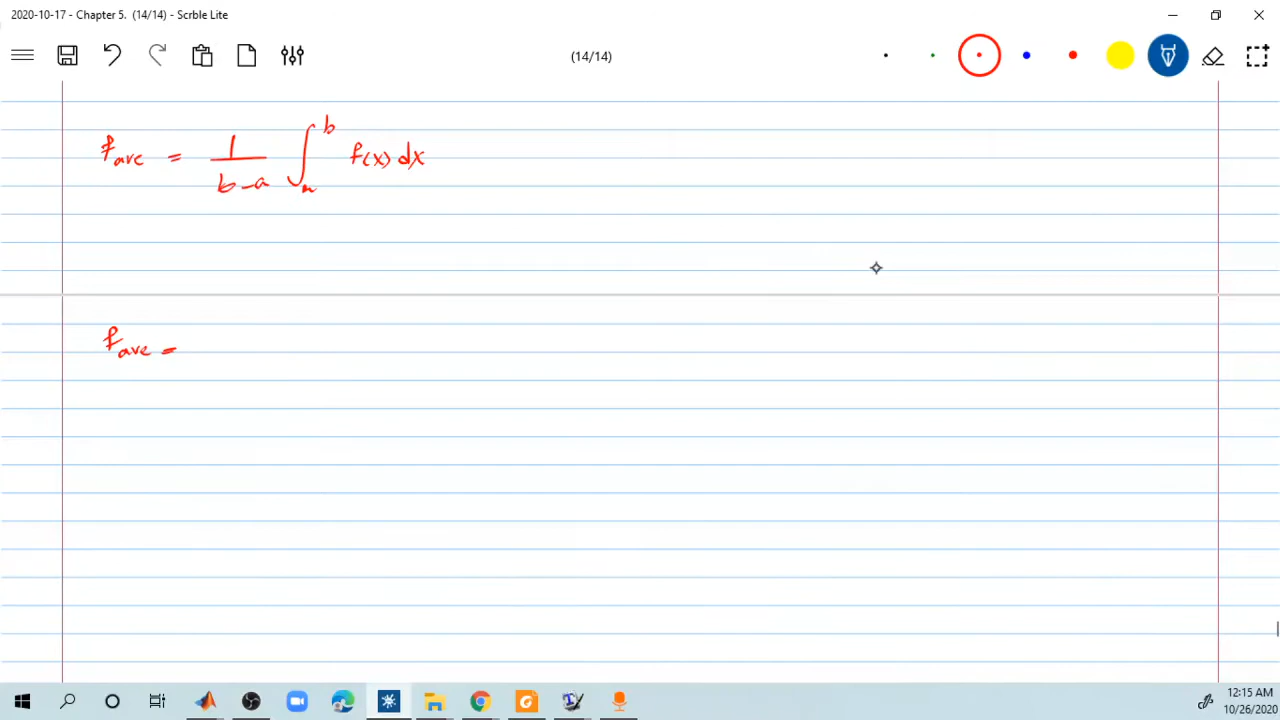 2020-10-17 - Chapter 5. (14/14) - Scrble Lite
(14/14)
f_ave = 1/(b-a) ∫_a^b f(x) dx
f_ave =
12:15 AM
10/26/2020